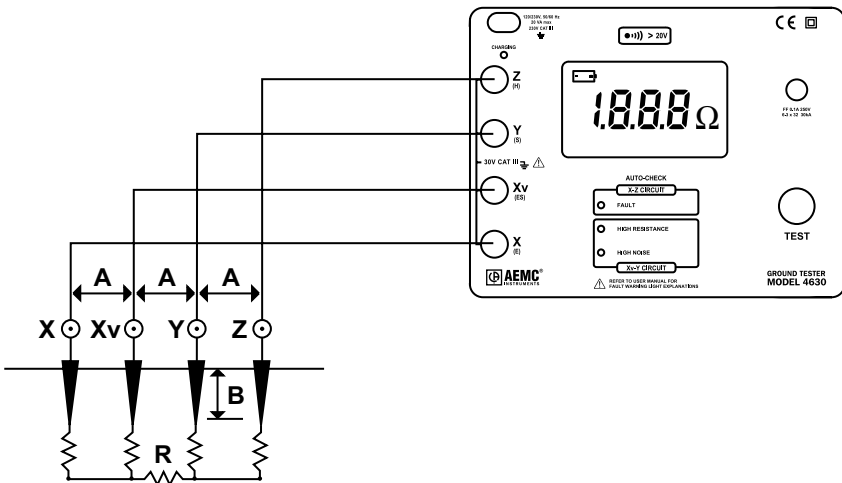 120/230V, 50/60 Hz
20 VA max
230V CAT III
CHARGING
> 20V
CE
Z
(H)
Y
(S)
30V CAT III
Xv
(ES)
X
(E)
1.8.8.8 Ω
FF 0.1A 250V
TEST
AUTO-CHECK
X-Z CIRCUIT
FAULT
HIGH RESISTANCE
HIGH NOISE
Xv-Y CIRCUIT
AEMC®
INSTRUMENTS
REFER TO USER MANUAL FOR
FAULT WARNING LIGHT EXPLANATIONS
GROUND TESTER
MODEL 4630
A A A
X Xv Y Z
B
R